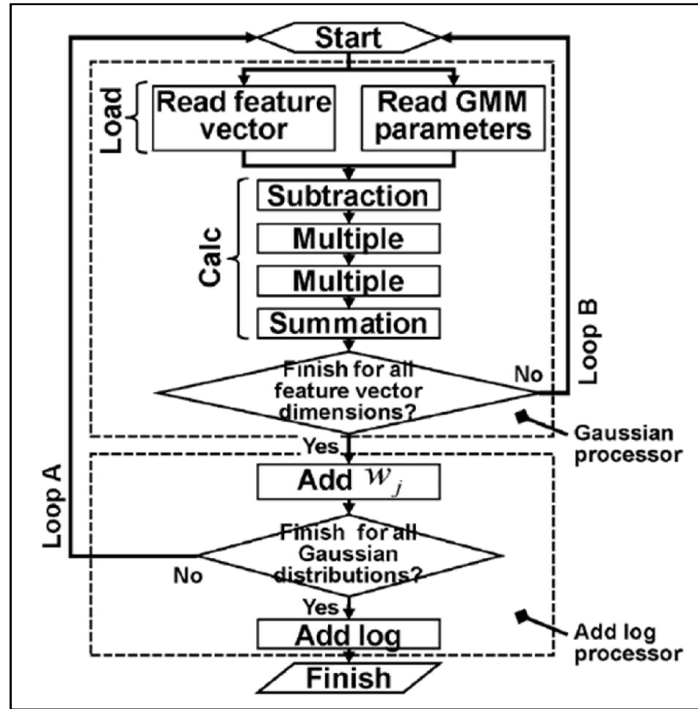 Start
Load
Read feature
vector
Read GMM
parameters
Calc
Subtraction
Multiple
Multiple
Summation
Loop B
Finish for all
feature vector
dimensions?
No
Gaussian
processor
Yes
Loop A
Add w_j
Finish for all
Gaussian
distributions?
No
Yes
Add log
Add log
processor
Finish